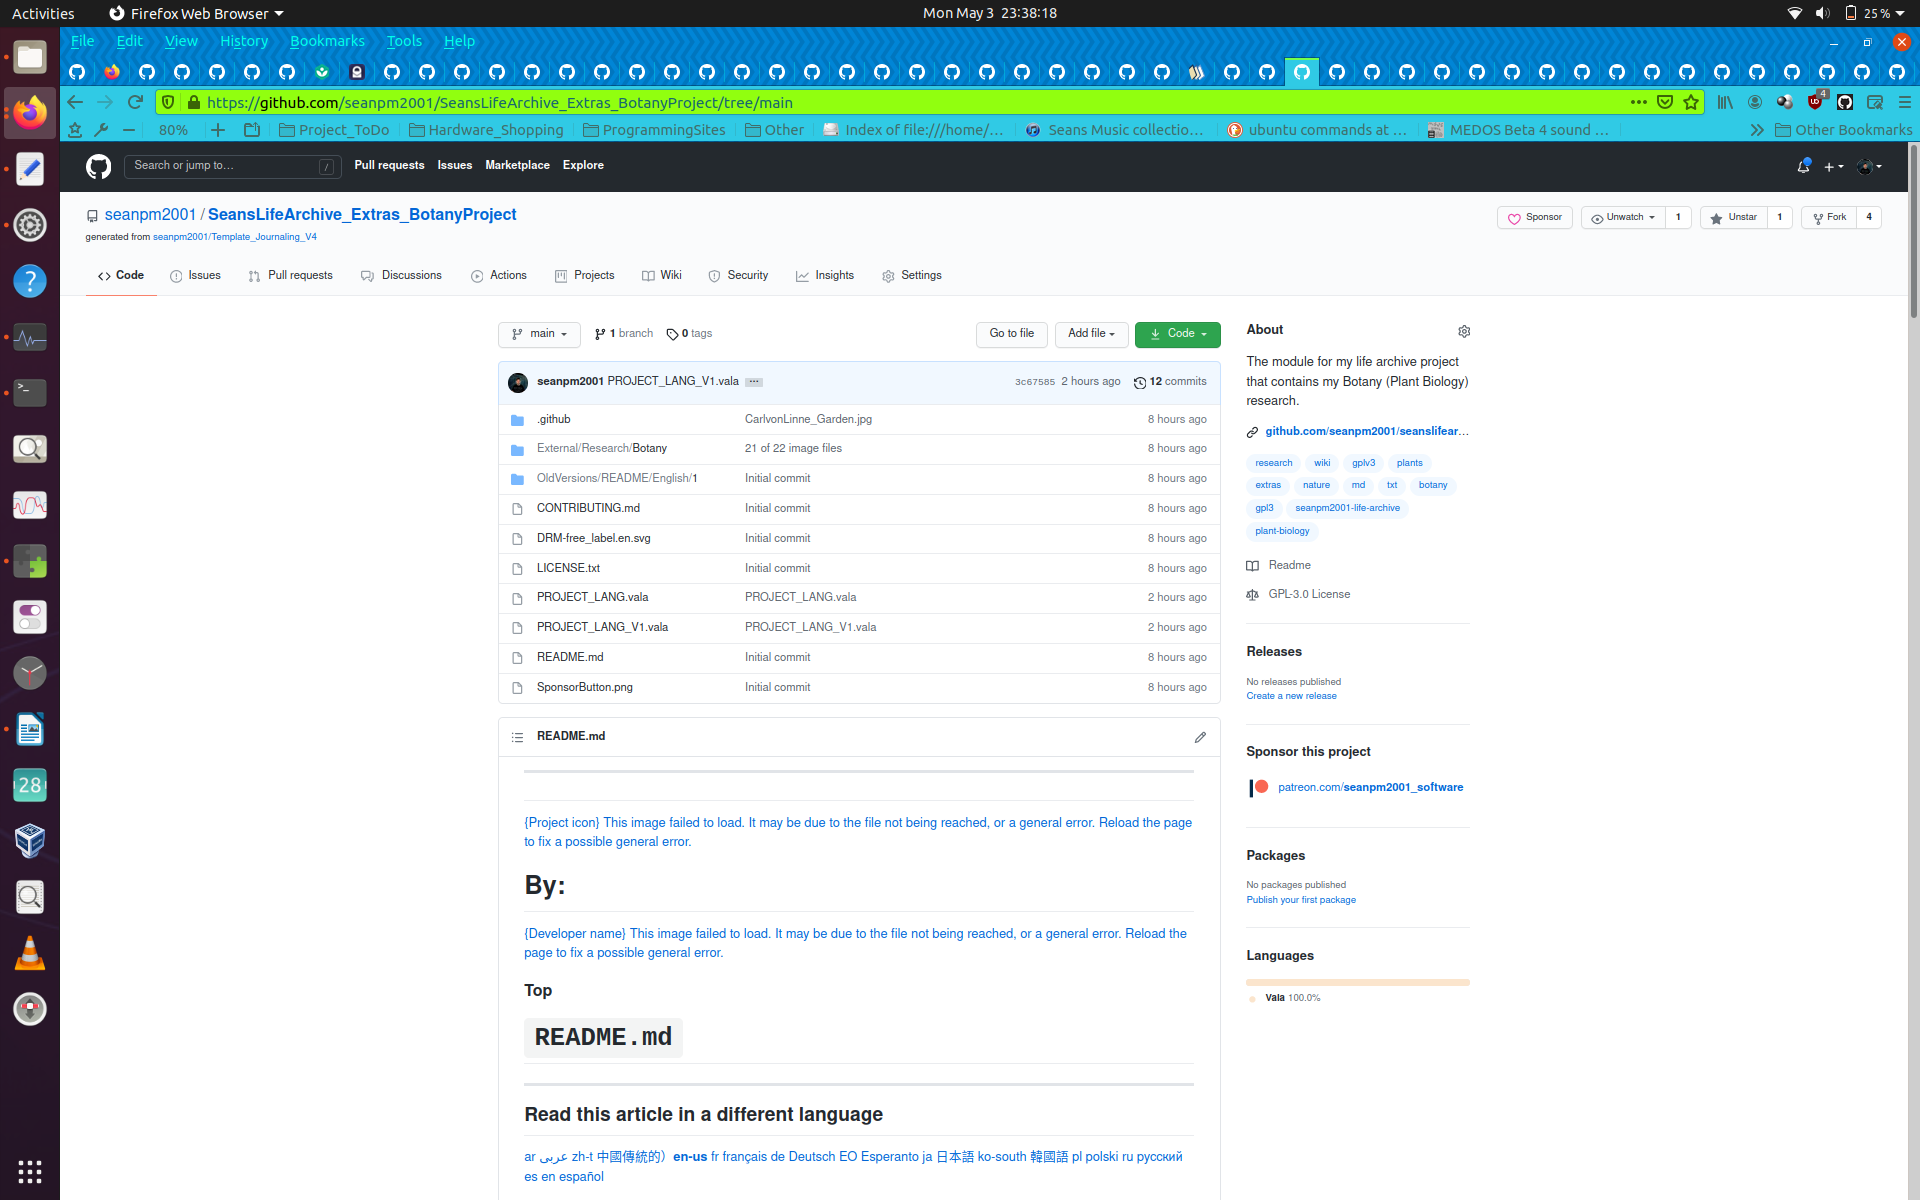 Activities Firefox Web Browser Mon May 3 23:38:18 25 %
File Edit View History Bookmarks Tools Help
https://github.com/seanpm2001/SeansLifeArchive_Extras_BotanyProject/tree/main 4
80% Project_ToDo Hardware_Shopping ProgrammingSites Other Index of file:///home/… Seans Music collectio… ubuntu commands at … MEDOS Beta 4 sound … Other Bookmarks
Search or jump to… / Pull requests Issues Marketplace Explore
seanpm2001 / SeansLifeArchive_Extras_BotanyProject Sponsor Unwatch 1 Unstar 1 Fork 4
generated from seanpm2001/Template_Journaling_V4
Code Issues Pull requests Discussions Actions Projects Wiki Security Insights Settings
main 1 branch 0 tags Go to file Add file Code
seanpm2001 PROJECT_LANG_V1.vala … 3c67585 2 hours ago 12 commits
.github CarlvonLinne_Garden.jpg 8 hours ago
External/Research/Botany 21 of 22 image files 8 hours ago
OldVersions/README/English/1 Initial commit 8 hours ago
CONTRIBUTING.md Initial commit 8 hours ago
DRM-free_label.en.svg Initial commit 8 hours ago
LICENSE.txt Initial commit 8 hours ago
PROJECT_LANG.vala PROJECT_LANG.vala 2 hours ago
PROJECT_LANG_V1.vala PROJECT_LANG_V1.vala 2 hours ago
README.md Initial commit 8 hours ago
SponsorButton.png Initial commit 8 hours ago
README.md
{Project icon} This image failed to load. It may be due to the file not being reached, or a general error. Reload the page
to fix a possible general error.
By:
{Developer name} This image failed to load. It may be due to the file not being reached, or a general error. Reload the
page to fix a possible general error.
Top
README.md
Read this article in a different language
ar عربى zh-t 中國傳統的） en-us fr français de Deutsch EO Esperanto ja 日本語 ko-south 韓國語 pl polski ru русский
es en español
About
The module for my life archive project
that contains my Botany (Plant Biology)
research.
github.com/seanpm2001/seanslifear…
research wiki gplv3 plants
extras nature md txt botany
gpl3 seanpm2001-life-archive
plant-biology
Readme
GPL-3.0 License
Releases
No releases published
Create a new release
Sponsor this project
patreon.com/seanpm2001_software
Packages
No packages published
Publish your first package
Languages
Vala 100.0%
28